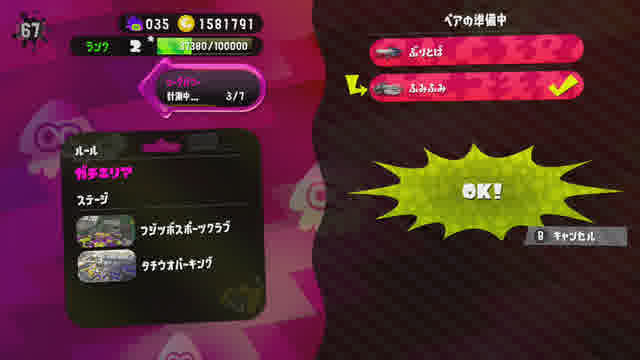 67
035 1581791
ランク 2* 37380/100000
リーグパワー
計測中... 3/7
ルール
ガチエリア
ステージ
フジツボスポーツクラブ
タチウオパーキング
ペアの準備中
ぷりとば
ふみふみ
OK!
B キャンセル